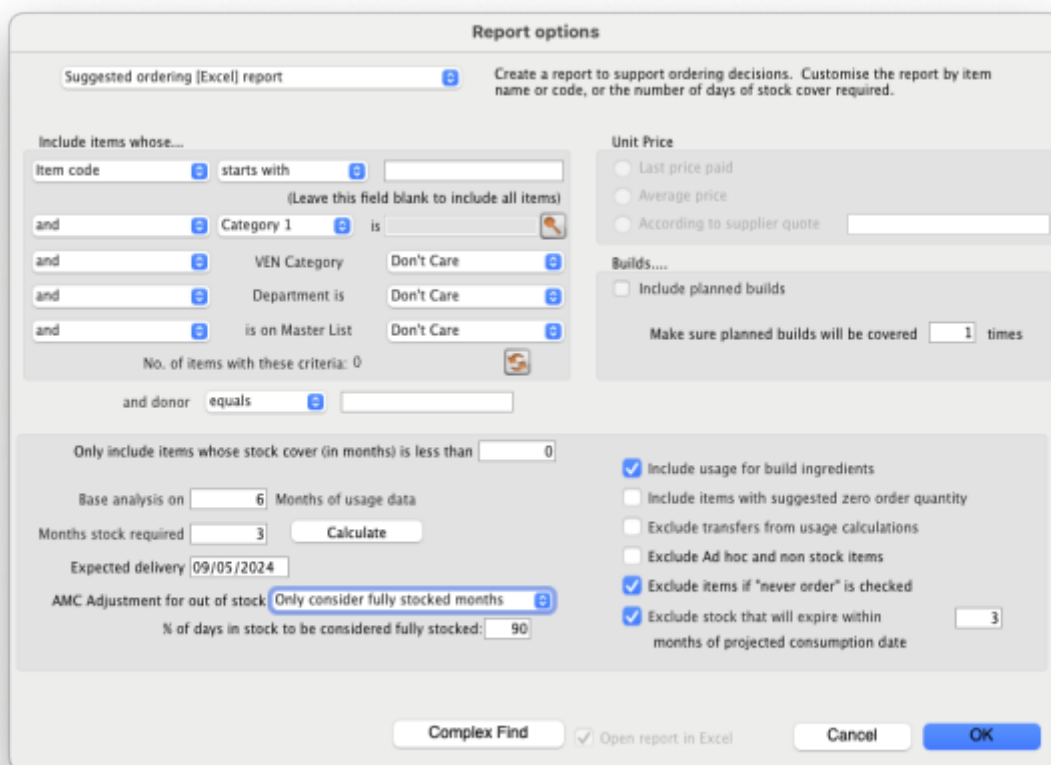 Report options
Suggested ordering [Excel] report
Create a report to support ordering decisions. Customise the report by item
name or code, or the number of days of stock cover required.
Include items whose....
Item code starts with
(Leave this field blank to include all items)
and Category 1 is
and VEN Category Don't Care
and Department is Don't Care
and is on Master List Don't Care
No. of items with these criteria: 0
and donor equals
Unit Price
Last price paid
Average price
According to supplier quote
Builds....
Include planned builds
Make sure planned builds will be covered 1 times
Only include items whose stock cover (in months) is less than 0
Base analysis on 6 Months of usage data
Months stock required 3 Calculate
Expected delivery 09/05/2024
AMC Adjustment for out of stock Only consider fully stocked months
% of days in stock to be considered fully stocked: 90
Include usage for build ingredients
Include items with suggested zero order quantity
Exclude transfers from usage calculations
Exclude Ad hoc and non stock items
Exclude items if "never order" is checked
Exclude stock that will expire within 3
months of projected consumption date
Complex Find Open report in Excel Cancel OK